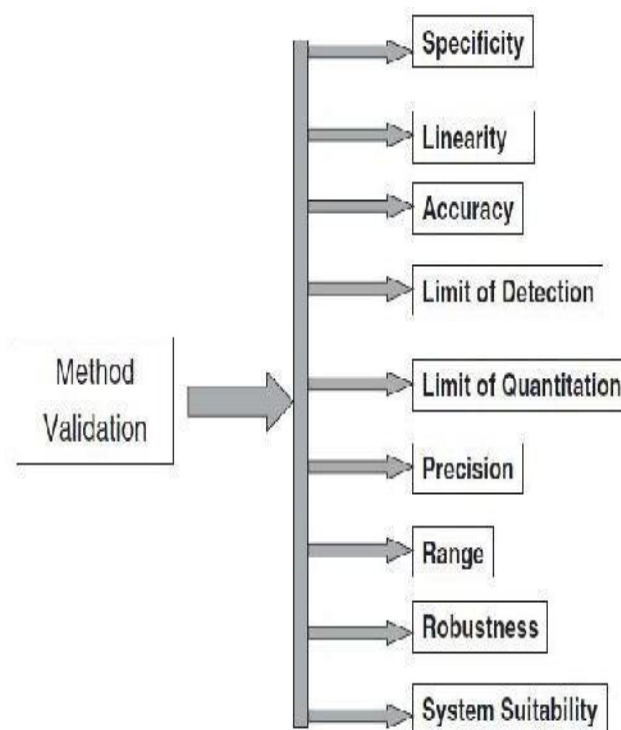 Specificity
Linearity
Accuracy
Limit of Detection
Method
Validation
Limit of Quantitation
Precision
Range
Robustness
System Suitability